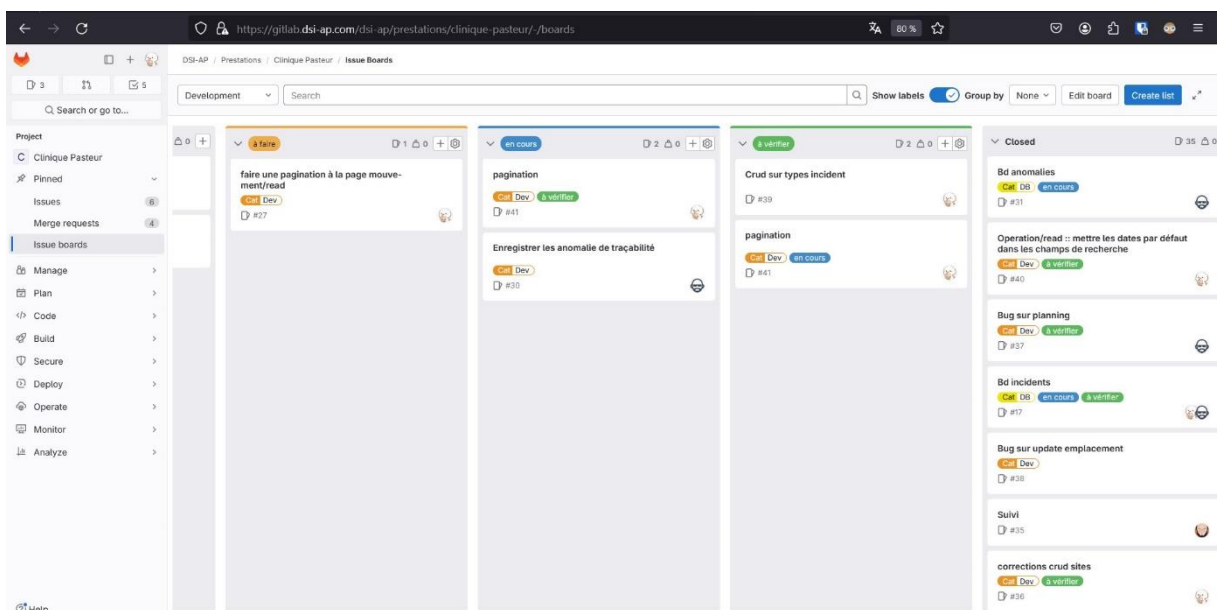 https://gitlab.dsi-ap.com/dsi-ap/prestations/clinique-pasteur/-/boards
80 %
DSI-AP / Prestations / Clinique Pasteur / Issue Boards
3
5
Search or go to...
Development
Search
Show labels
Group by
None
Edit board
Create list
Project
C Clinique Pasteur
Pinned
Issues 6
Merge requests 4
Issue boards
Manage
Plan
Code
Build
Secure
Deploy
Operate
Monitor
Analyze
Help
0
à faire
1 0
faire une pagination à la page mouve-
ment/read
Cat Dev
#27
en cours
2 0
pagination
Cat Dev à vérifier
#41
Enregistrer les anomalie de traçabilité
Cat Dev
#30
à vérifier
2 0
Crud sur types incident
#39
pagination
Cat Dev en cours
#41
Closed
35 0
Bd anomalies
Cat DB en cours
#31
Operation/read :: mettre les dates par défaut
dans les champs de recherche
Cat Dev à vérifier
#40
Bug sur planning
Cat Dev à vérifier
#37
Bd incidents
Cat DB en cours à vérifier
#17
Bug sur update emplacement
Cat Dev
#38
Suivi
#35
corrections crud sites
Cat Dev à vérifier
#36